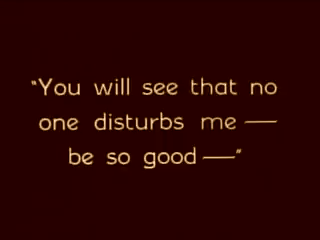 "You will see that no
one disturbs me —
be so good —"